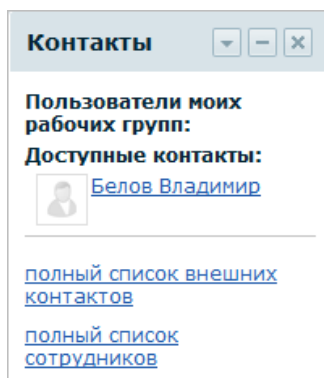 Контакты
Пользователи моих
рабочих групп:
Доступные контакты:
Белов Владимир
полный список внешних
контактов
полный список
сотрудников